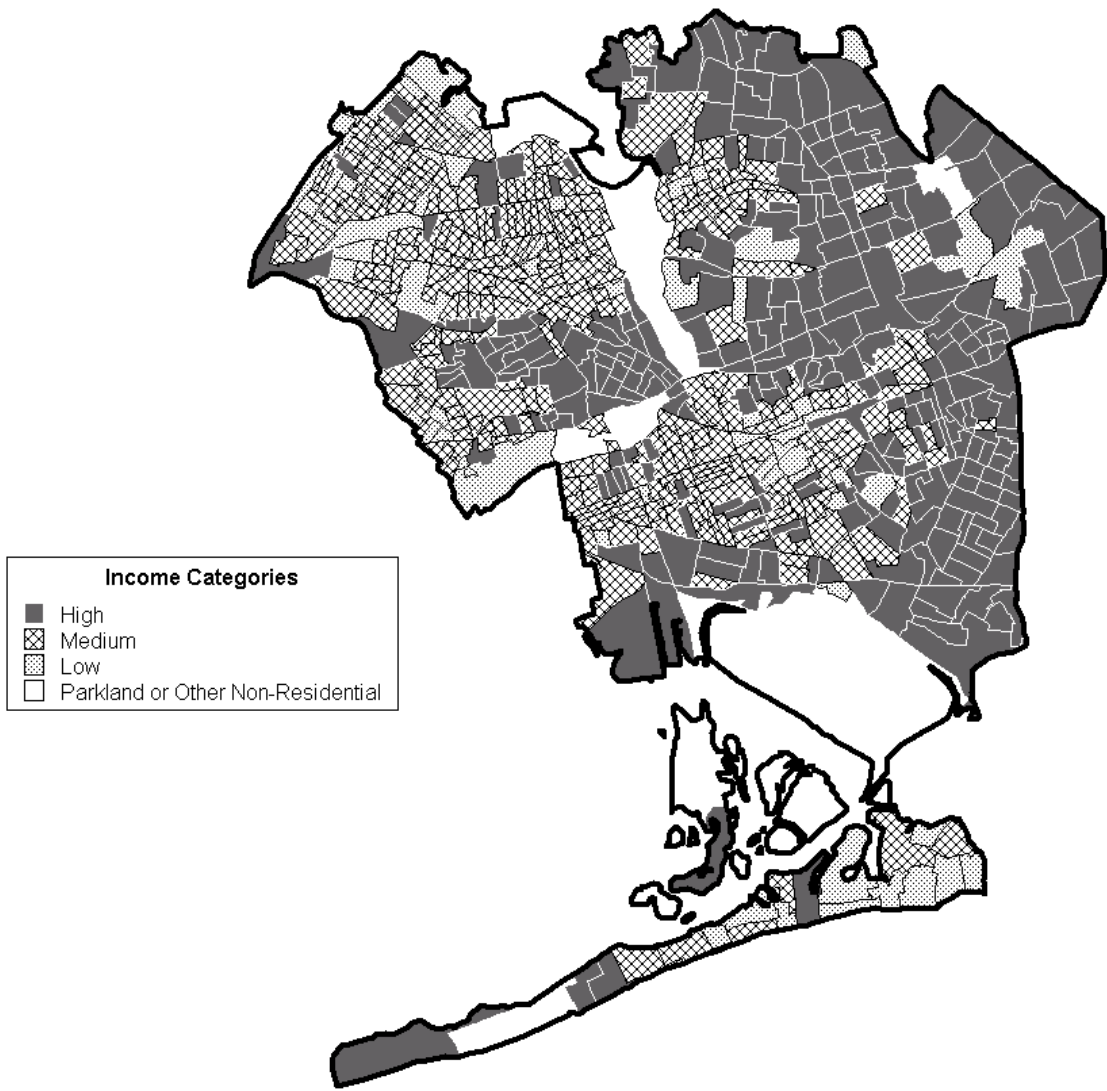 Income Categories
High
Medium
Low
Parkland or Other Non-Residential